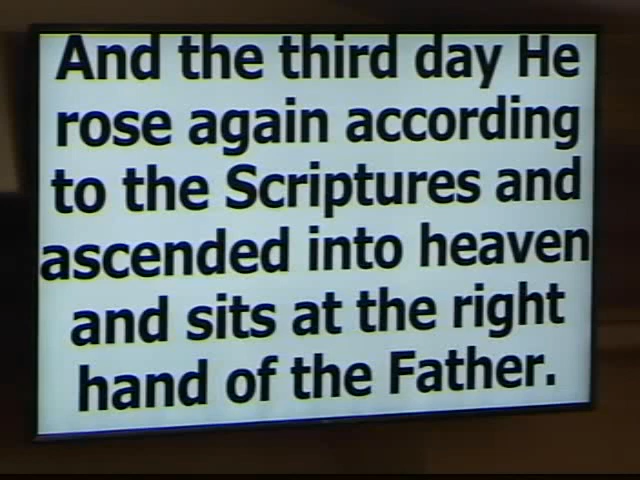 And the third day He
rose again according
to the Scriptures and
ascended into heaven
and sits at the right
hand of the Father.